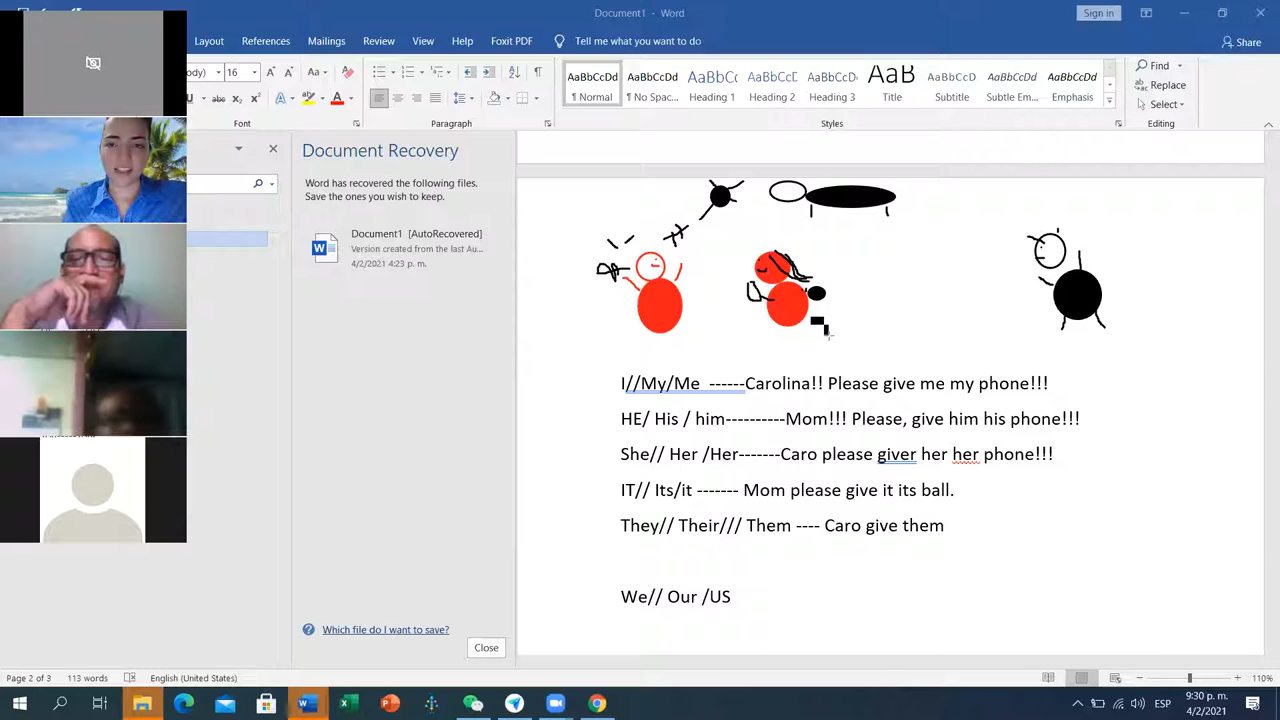 Document1 - Word
Sign in
Layout References Mailings Review View Help Foxit PDF Tell me what you want to do
Share
16
AaBbCcDd AaBbCcDd AaBbCc AaBbCcD AaBbCcD AaB AaBbCcD AaBbCcDd AaBbCcDd
¶ Normal ¶ No Spac... Heading 1 Heading 2 Heading 3 Title Subtitle Subtle Em... Emphasis
Find
Replace
Select
Font Paragraph Styles Editing
Document Recovery
Word has recovered the following files.
Save the ones you wish to keep.
Document1 [AutoRecovered]
Version created from the last Au...
4/2/2021 4:23 p. m.
Which file do I want to save?
Close
I//My/Me ------Carolina!! Please give me my phone!!!
HE/ His / him----------Mom!!! Please, give him his phone!!!
She// Her /Her-------Caro please giver her her phone!!!
IT// Its/it ------- Mom please give it its ball.
They// Their/// Them ---- Caro give them
We// Our /US
Page 2 of 3 113 words English (United States)
110%
ESP
9:30 p. m.
4/2/2021